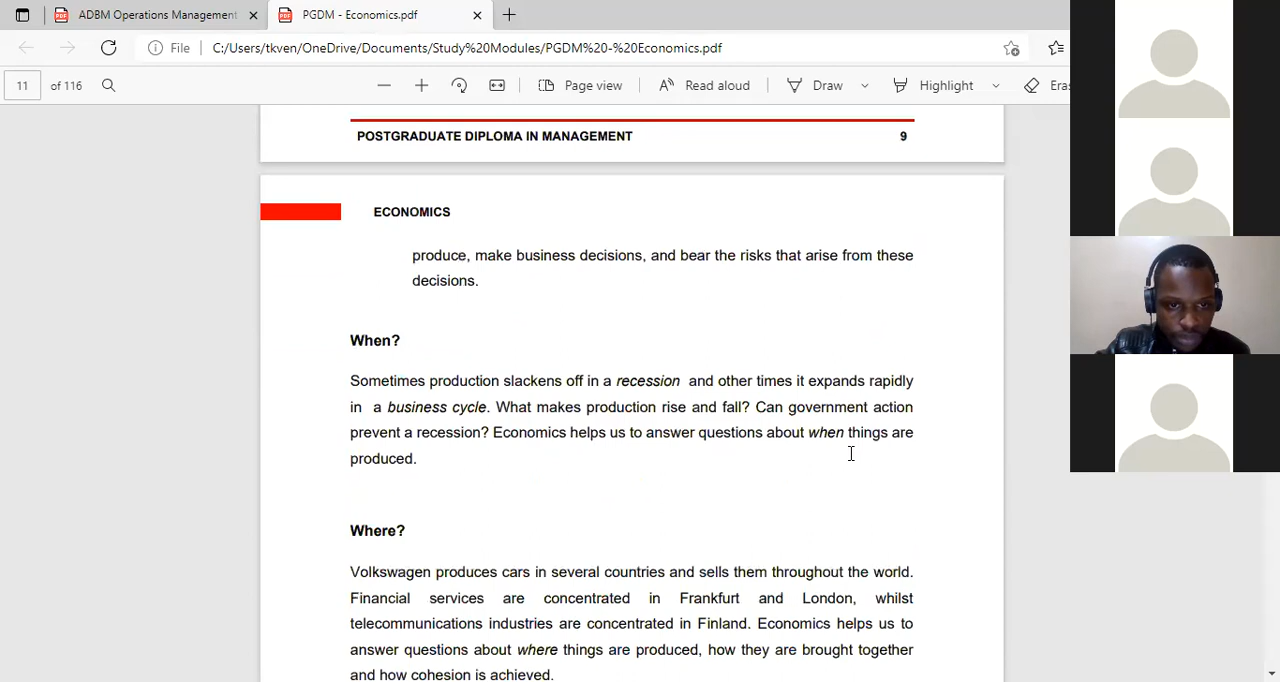 ADBM Operations Management
PGDM - Economics.pdf
File
C:/Users/tkven/OneDrive/Documents/Study%20Modules/PGDM%20-%20Economics.pdf
11 of 116
Page view
Read aloud
Draw
Highlight
Eras
POSTGRADUATE DIPLOMA IN MANAGEMENT 9
ECONOMICS
produce, make business decisions, and bear the risks that arise from these
decisions.
When?
Sometimes production slackens off in a recession and other times it expands rapidly
in a business cycle. What makes production rise and fall? Can government action
prevent a recession? Economics helps us to answer questions about when things are
produced.
Where?
Volkswagen produces cars in several countries and sells them throughout the world.
Financial services are concentrated in Frankfurt and London, whilst
telecommunications industries are concentrated in Finland. Economics helps us to
answer questions about where things are produced, how they are brought together
and how cohesion is achieved.